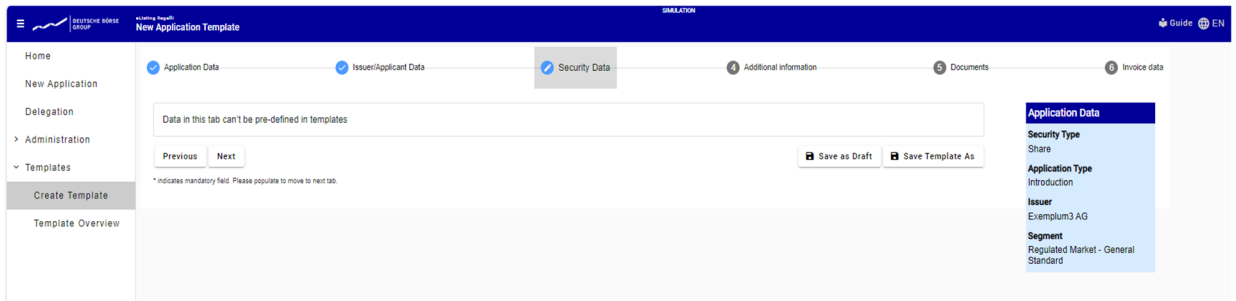 SIMULATION
DEUTSCHE BÖRSE
GROUP
eListing Regelli
New Application Template
Guide
EN
Home
New Application
Delegation
Administration
Templates
Create Template
Template Overview
Application Data
Issuer/Applicant Data
Security Data
4 Additional information
5 Documents
6 Invoice data
Data in this tab can't be pre-defined in templates
Previous
Next
Save as Draft
Save Template As
* indicates mandatory field. Please populate to move to next tab.
Application Data
Security Type
Share
Application Type
Introduction
Issuer
Exemplum3 AG
Segment
Regulated Market - General
Standard